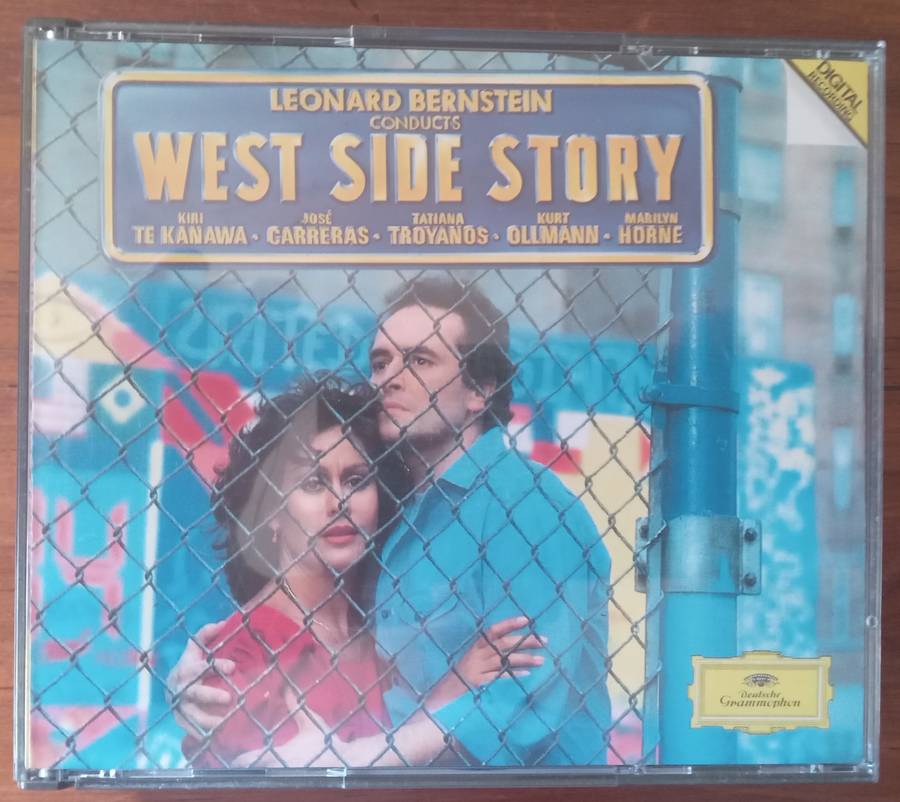 LEONARD BERNSTEIN
CONDUCTS
WEST SIDE STORY
KIRI TE KANAWA · JOSÉ CARRERAS · TATIANA TROYANOS · KURT OLLMANN · MARILYN HORNE
DIGITAL
RECORDING
Deutsche
Grammophon